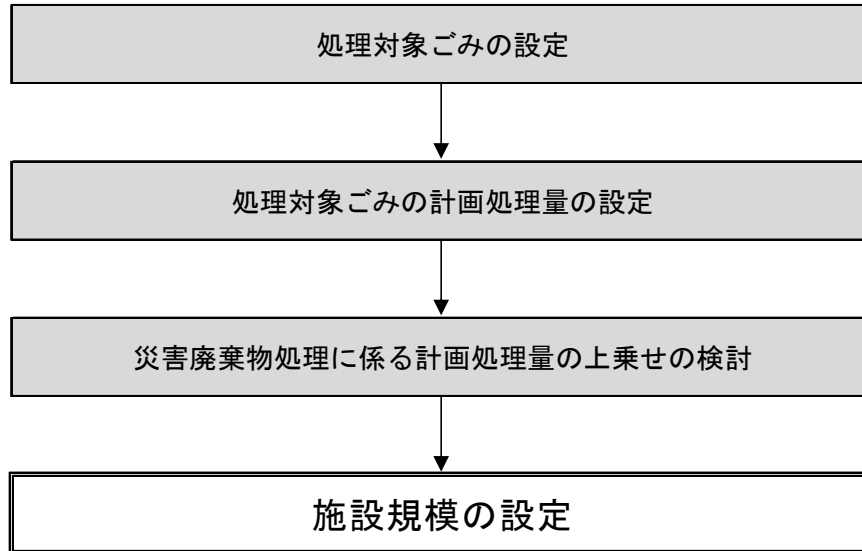 処理対象ごみの設定
処理対象ごみの計画処理量の設定
災害廃棄物処理に係る計画処理量の上乗せの検討
施設規模の設定